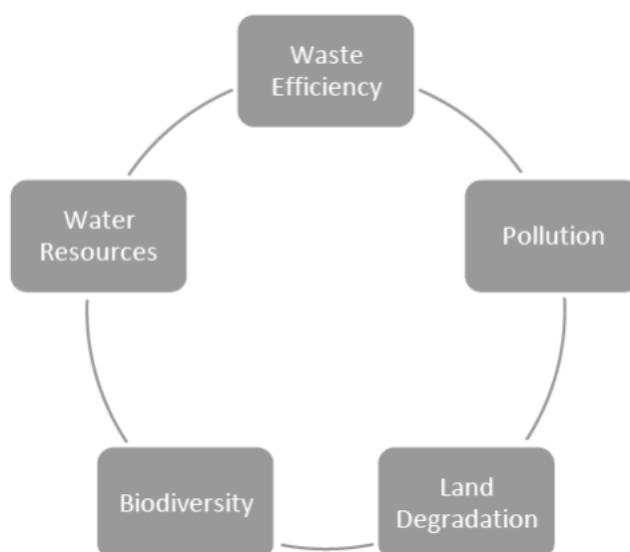 Waste
Efficiency
Pollution
Land
Degradation
Biodiversity
Water
Resources